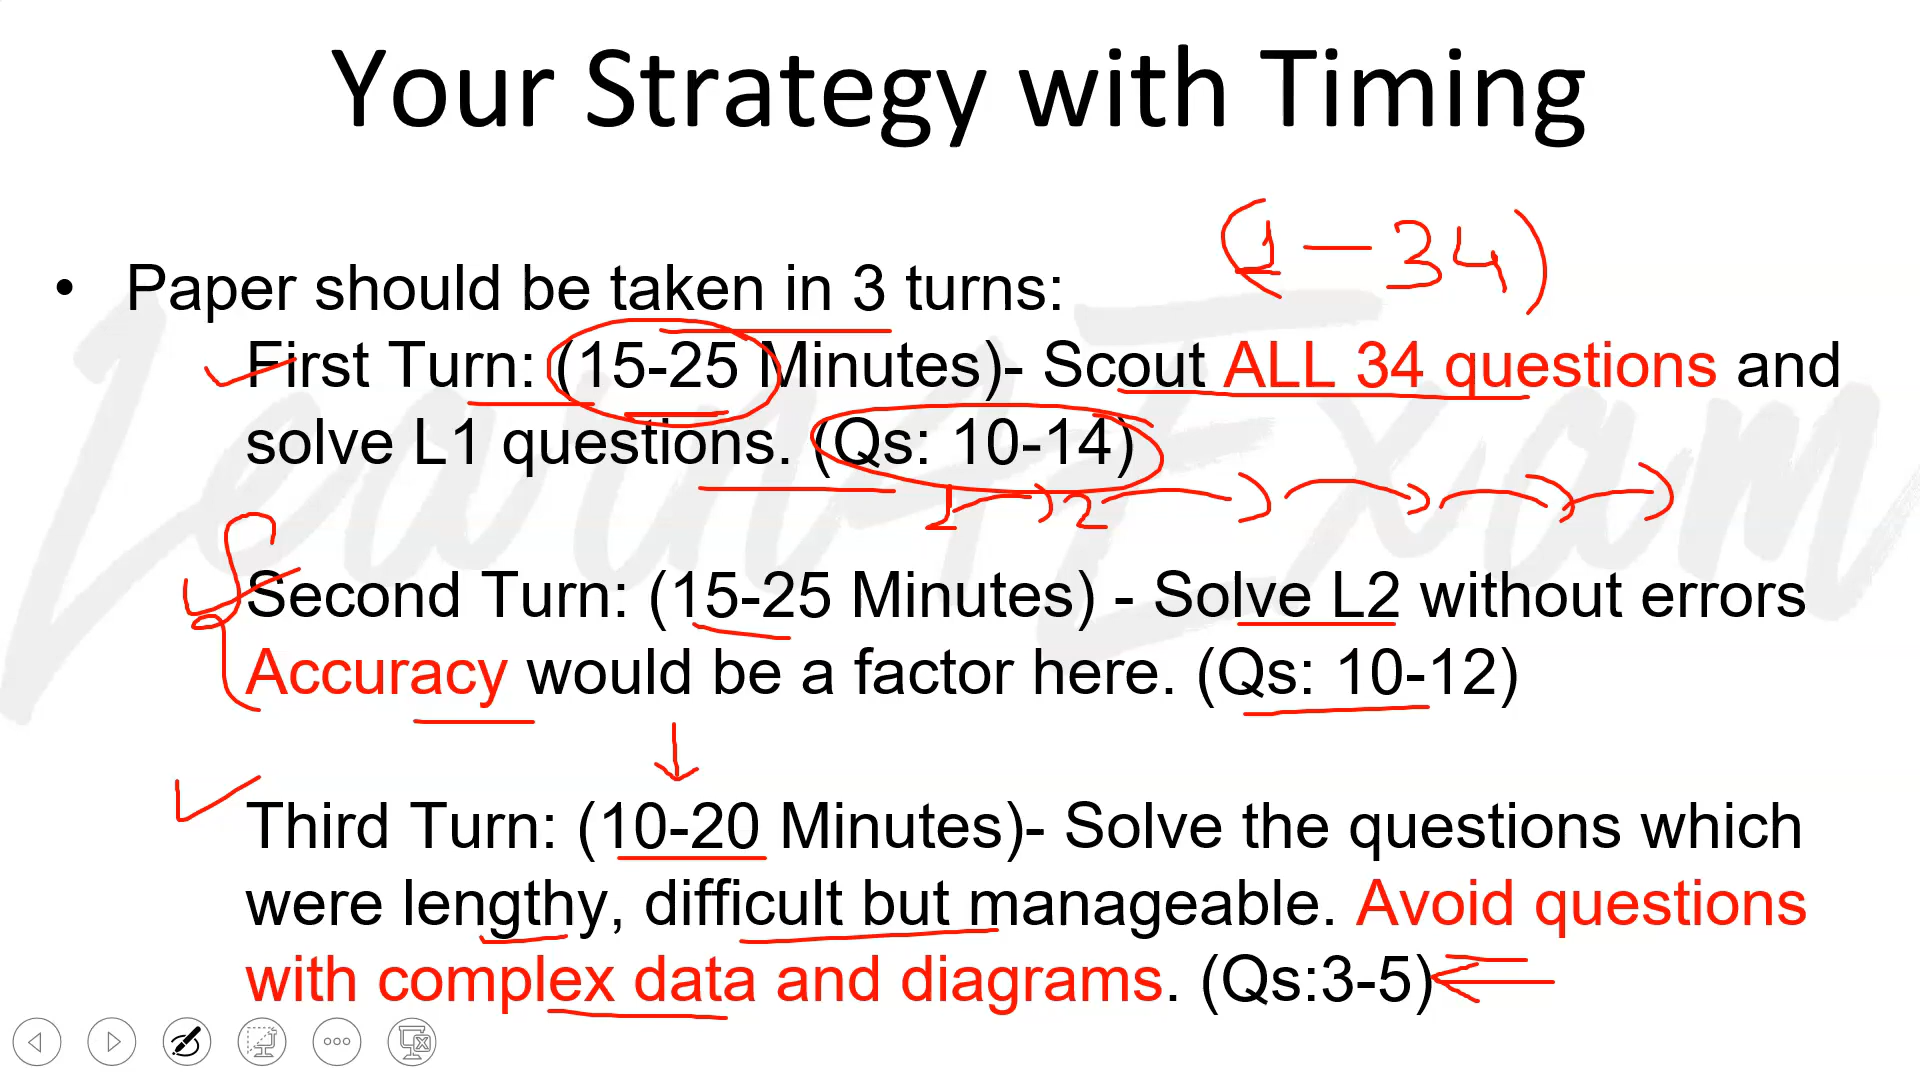 Your Strategy with Timing
(1-34)
• Paper should be taken in 3 turns:
First Turn: (15-25 Minutes)- Scout ALL 34 questions and
solve L1 questions. (Qs: 10-14)
1 2
Second Turn: (15-25 Minutes) - Solve L2 without errors
Accuracy would be a factor here. (Qs: 10-12)
Third Turn: (10-20 Minutes)- Solve the questions which
were lengthy, difficult but manageable. Avoid questions
with complex data and diagrams. (Qs:3-5)
Learn4Exam